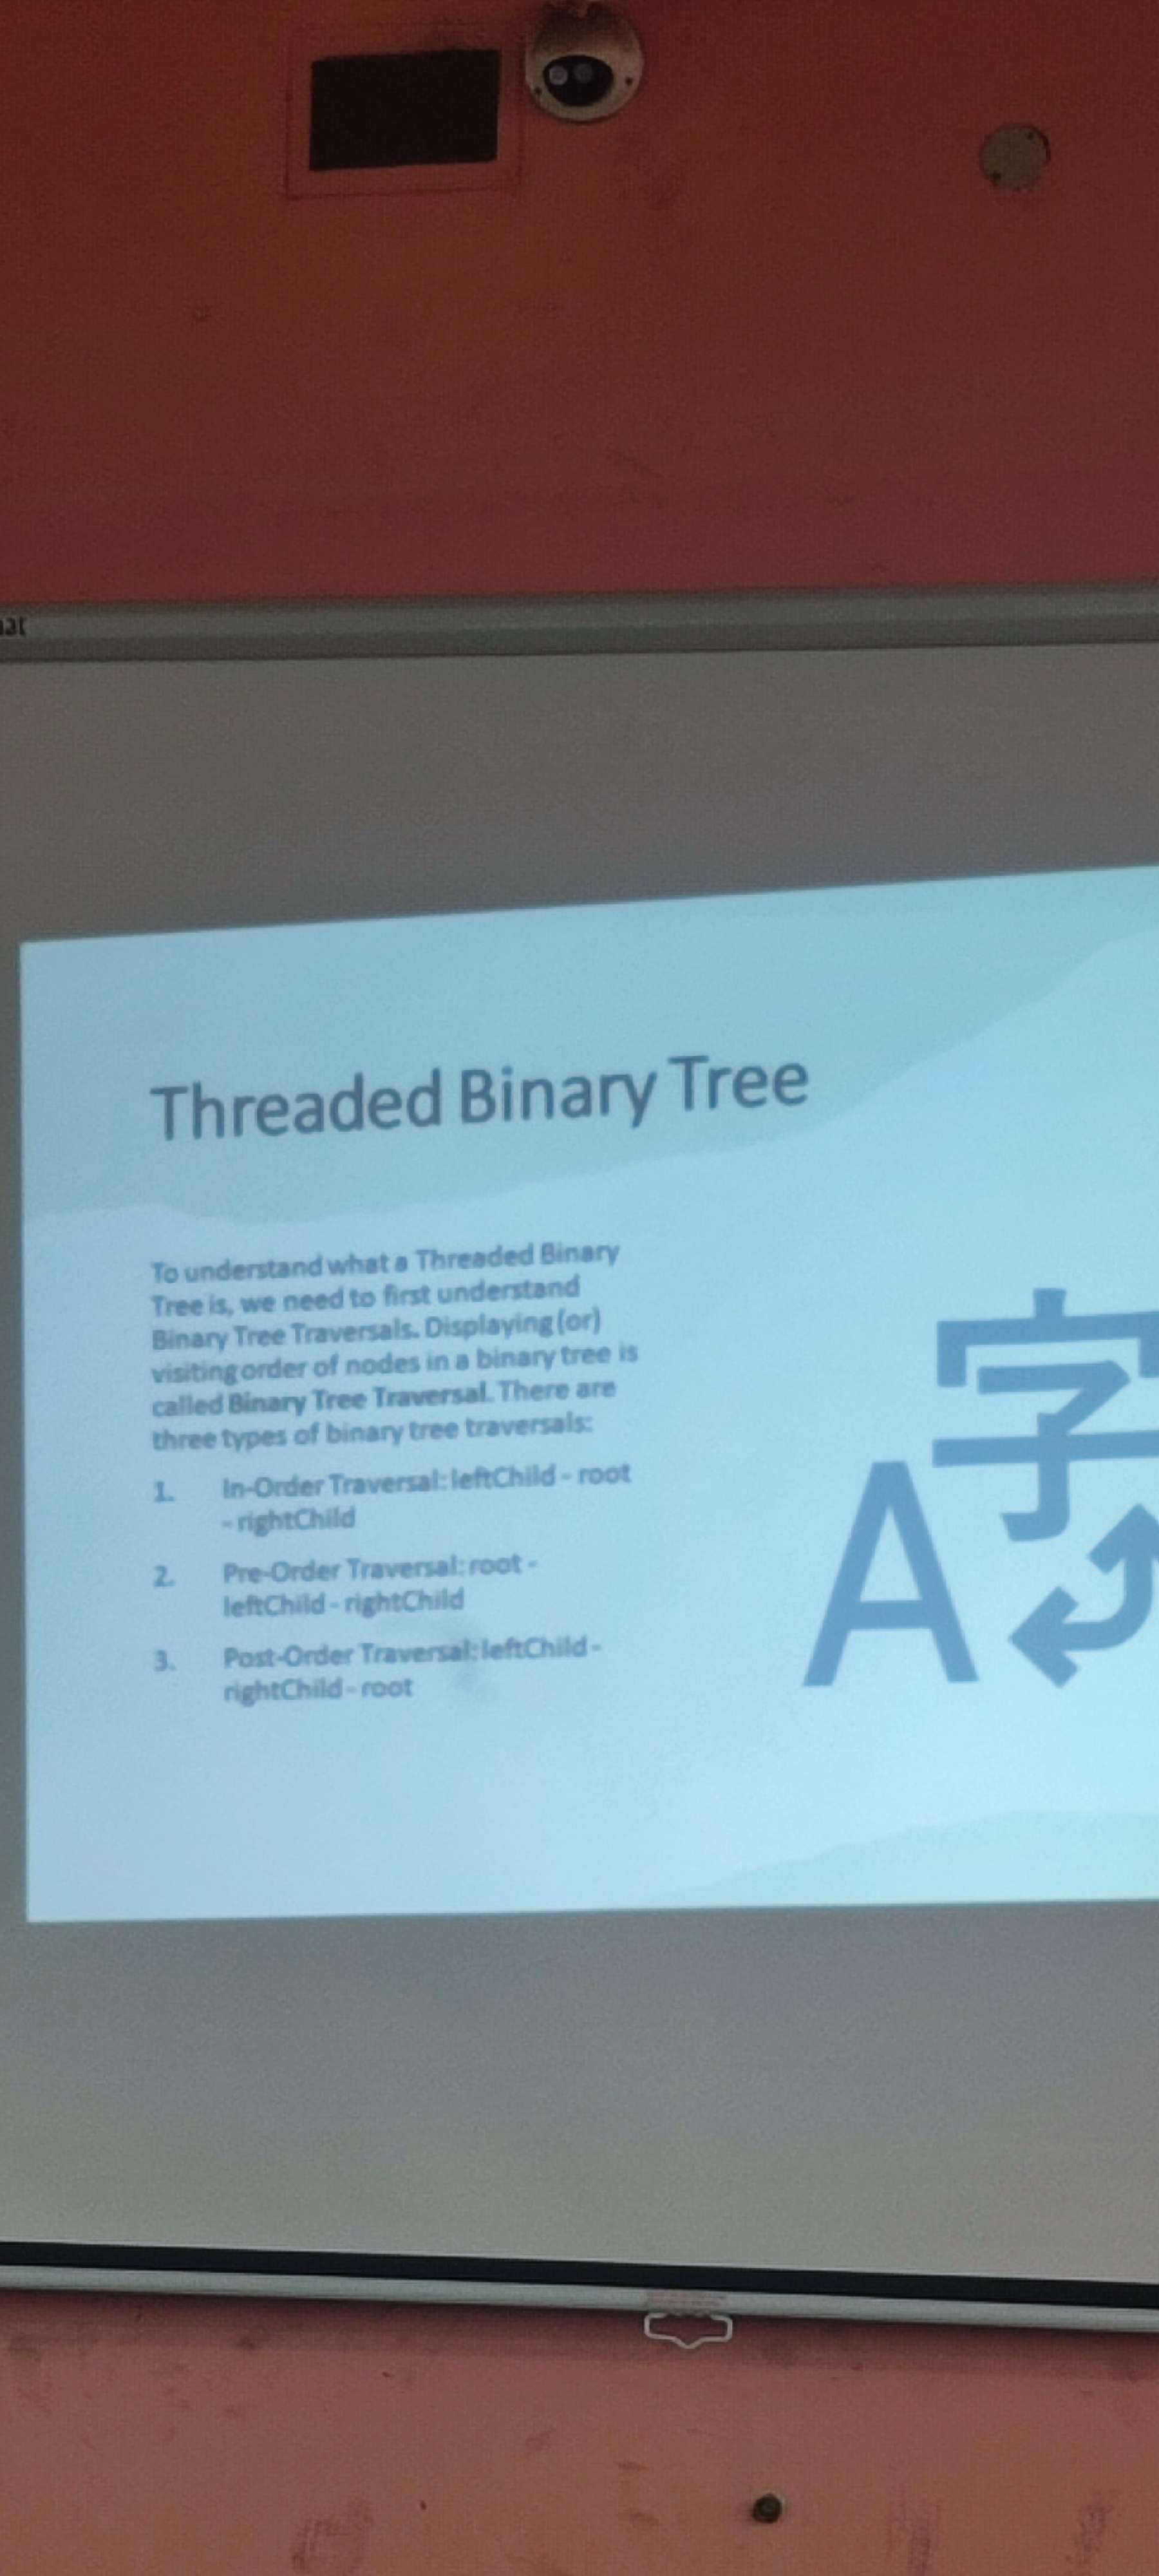 Threaded Binary Tree
To understand what a Threaded Binary
Tree is, we need to first understand
Binary Tree Traversals. Displaying (or)
visiting order of nodes in a binary tree is
called Binary Tree Traversal. There are
three types of binary tree traversals:
1. In-Order Traversal: leftChild - root
- rightChild
2. Pre-Order Traversal: root -
leftChild - rightChild
3. Post-Order Traversal: leftChild -
rightChild - root
字
A